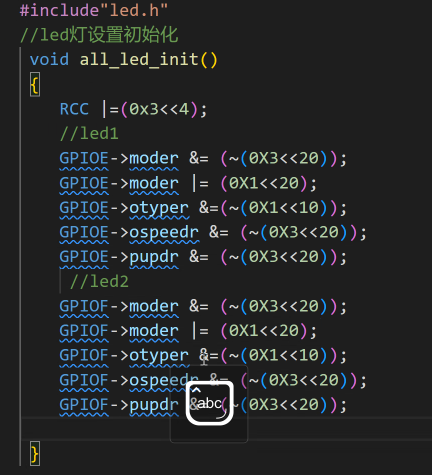 #include"led.h"
//led灯设置初始化
void all_led_init()
{
RCC |=(0x3<<4);
//led1
GPIOE->moder &= (~(0X3<<20));
GPIOE->moder |= (0X1<<20);
GPIOE->otyper &=(~(0X1<<10));
GPIOE->ospeedr &= (~(0X3<<20));
GPIOE->pupdr &= (~(0X3<<20));
//led2
GPIOF->moder &= (~(0X3<<20));
GPIOF->moder |= (0X1<<20);
GPIOF->otyper &=(~(0X1<<10));
GPIOF->ospeedr &= (~(0X3<<20));
GPIOF->pupdr & (~(0X3<<20));
abc
}